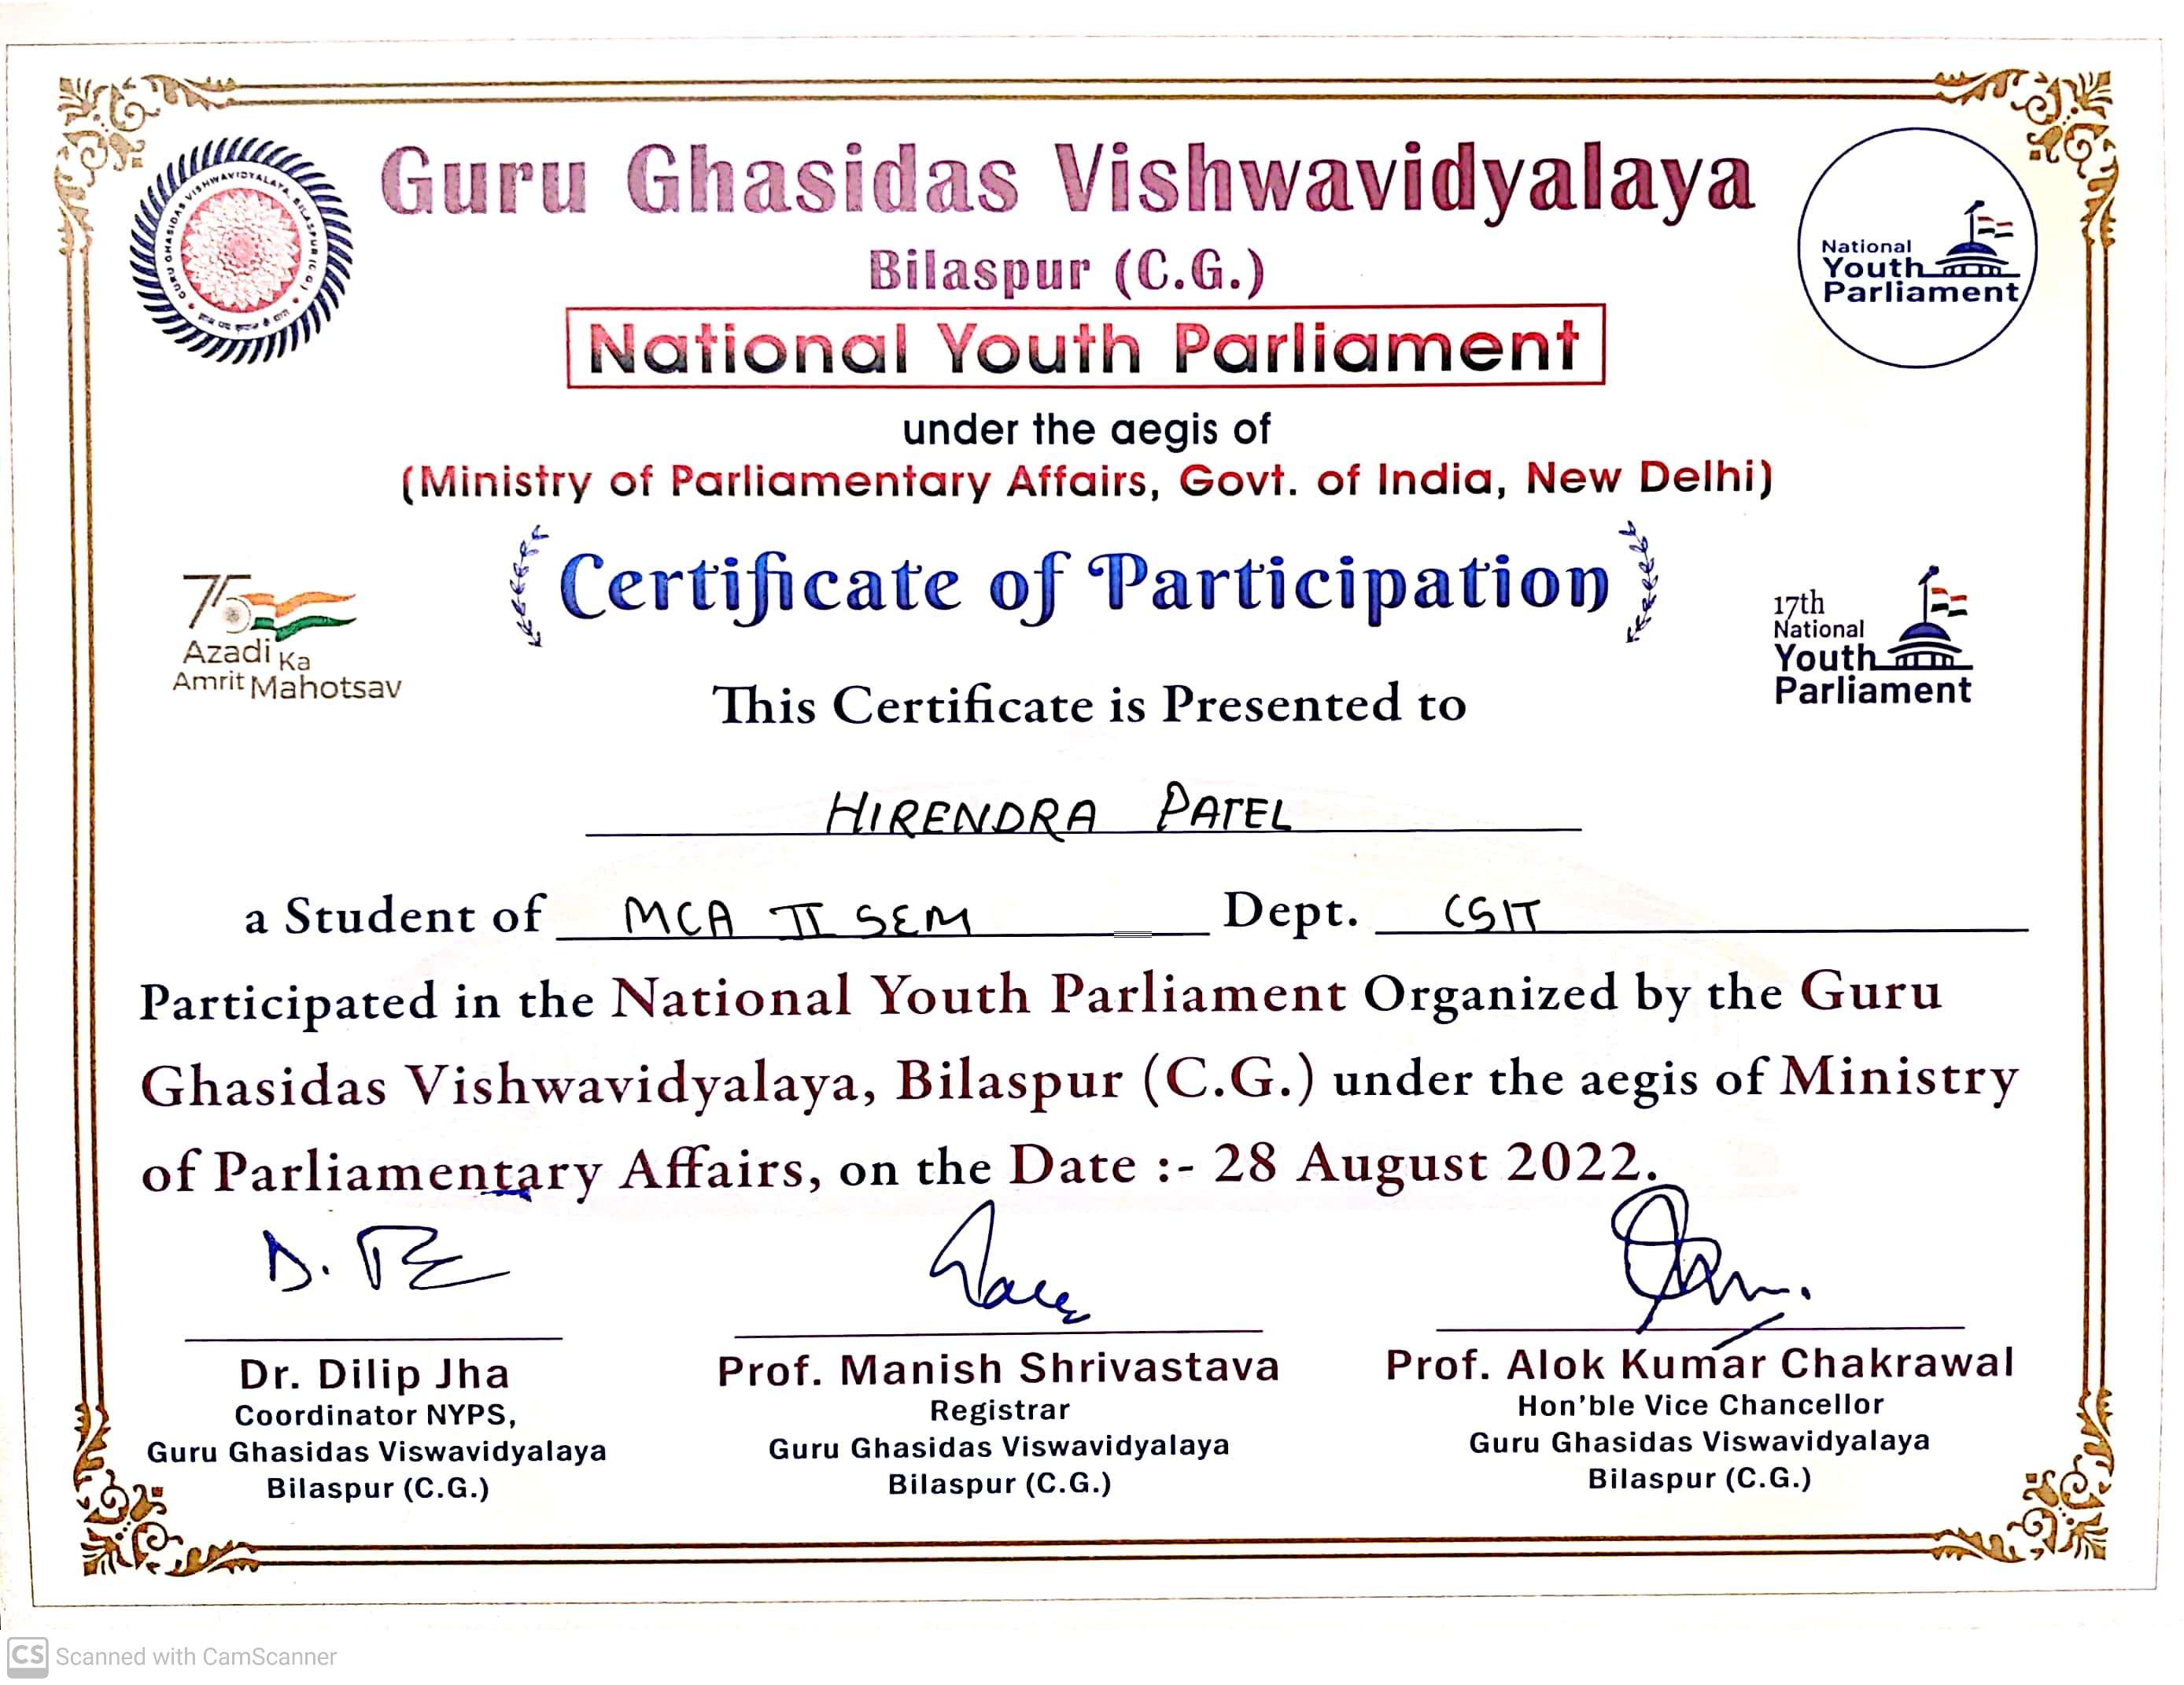 Guru Ghasidas Vishwavidyalaya
GURU GHASIDAS VISHWAVIDYALAYA, BILASPUR (C.G.)
Bilaspur (C.G.)
National
Youth
Parliament
National Youth Parliament
under the aegis of
(Ministry of Parliamentary Affairs, Govt. of India, New Delhi)
Certificate of Participation
75
Azadi Ka
Amrit Mahotsav
17th
National
Youth
Parliament
This Certificate is Presented to
HIRENDRA PATEL
a Student of MCA II SEM Dept. CSIT
Participated in the National Youth Parliament Organized by the Guru
Ghasidas Vishwavidyalaya, Bilaspur (C.G.) under the aegis of Ministry
of Parliamentary Affairs, on the Date :- 28 August 2022.
Dr. Dilip Jha
Coordinator NYPS,
Guru Ghasidas Viswavidyalaya
Bilaspur (C.G.)
Prof. Manish Shrivastava
Registrar
Guru Ghasidas Viswavidyalaya
Bilaspur (C.G.)
Prof. Alok Kumar Chakrawal
Hon'ble Vice Chancellor
Guru Ghasidas Viswavidyalaya
Bilaspur (C.G.)
CS Scanned with CamScanner